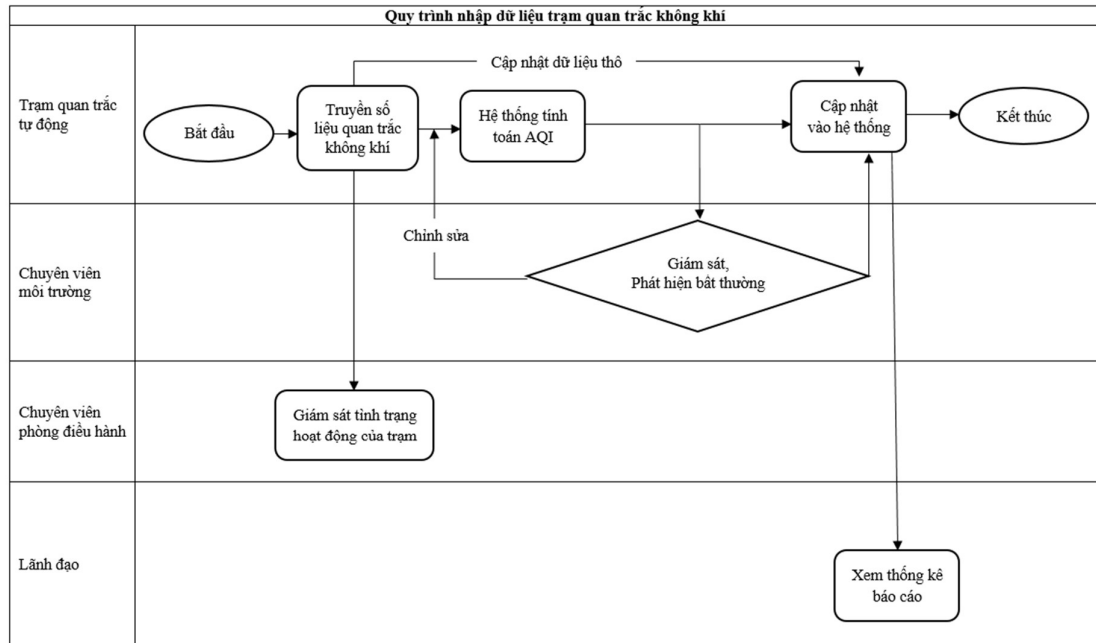 Quy trình nhập dữ liệu trạm quan trắc không khí
Trạm quan trắc
tự động
Bắt đầu
Truyền số
liệu quan trắc
không khí
Cập nhật dữ liệu thô
Hệ thống tính
toán AQI
Cập nhật
vào hệ thống
Kết thúc
Chuyên viên
môi trường
Chỉnh sửa
Giám sát,
Phát hiện bất thường
Chuyên viên
phòng điều hành
Giám sát tình trạng
hoạt động của trạm
Lãnh đạo
Xem thống kê
báo cáo